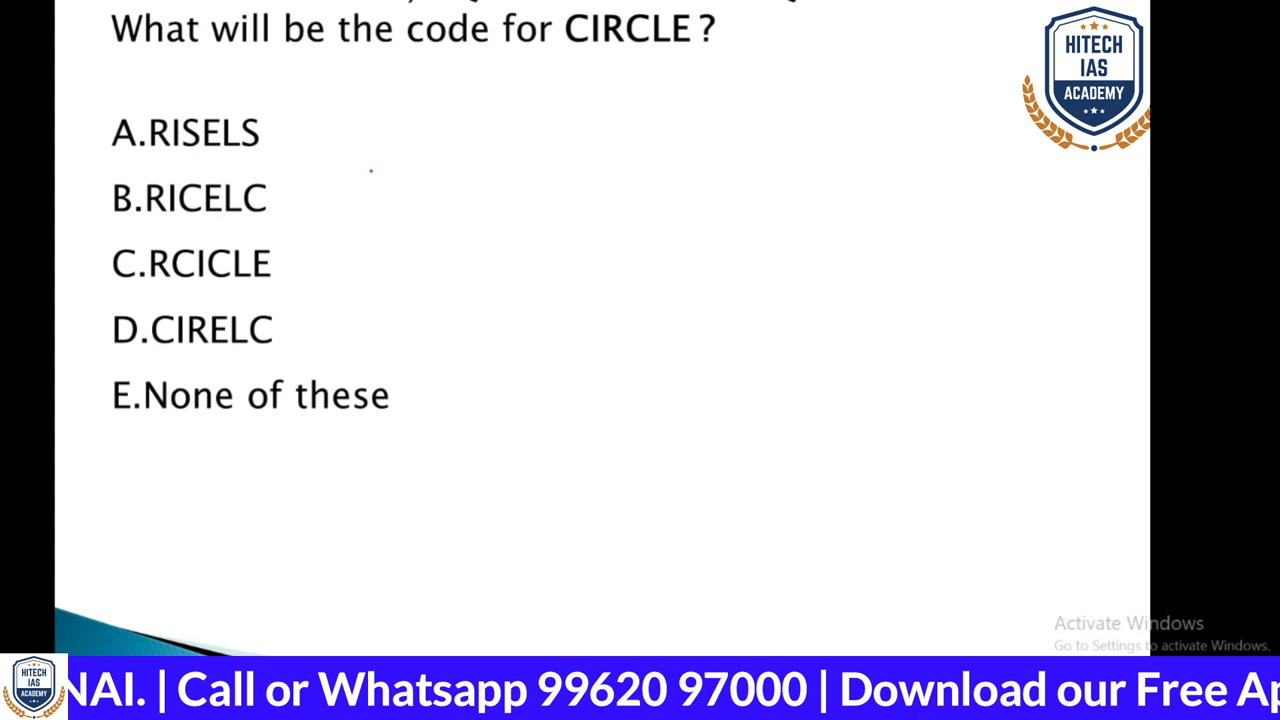 What will be the code for CIRCLE ?
HITECH
IAS
ACADEMY
A.RISELS
B.RICELC
C.RCICLE
D.CIRELC
E.None of these
Activate Windows
Go to Settings to activate Windows.
HITECH
IAS
ACADEMY
NAI. | Call or Whatsapp 99620 97000 | Download our Free Ap